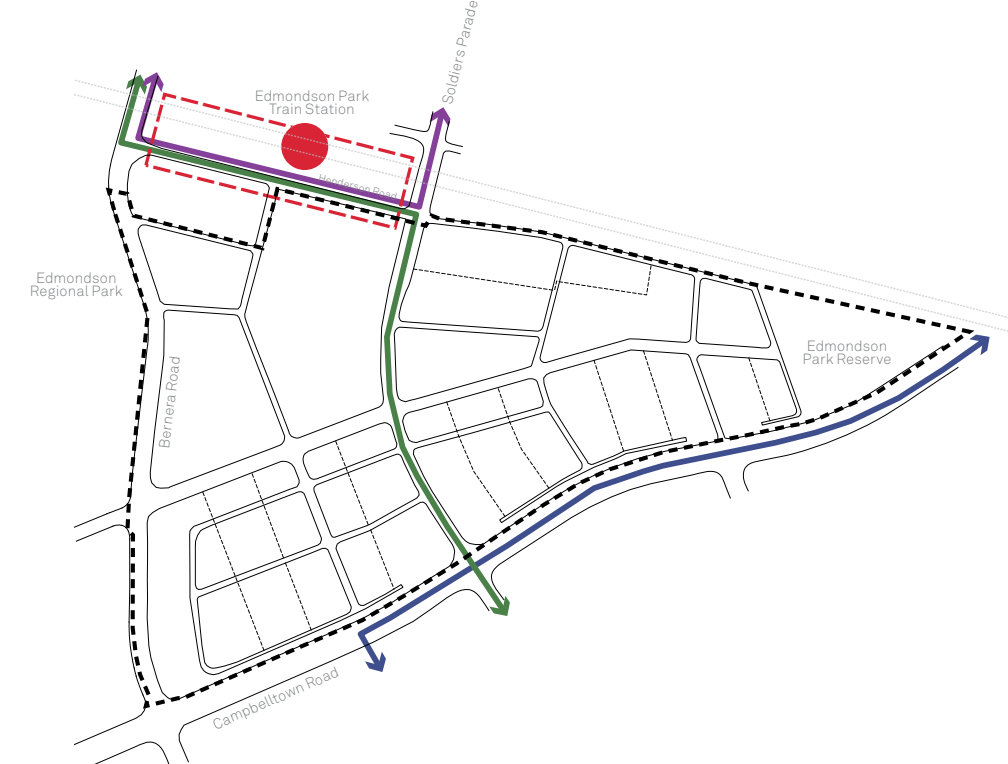 Soldiers Parade
Edmondson Park
Train Station
Henderson Road
Edmondson
Regional Park
Edmondson
Park Reserve
Bernera Road
Campbelltown Road